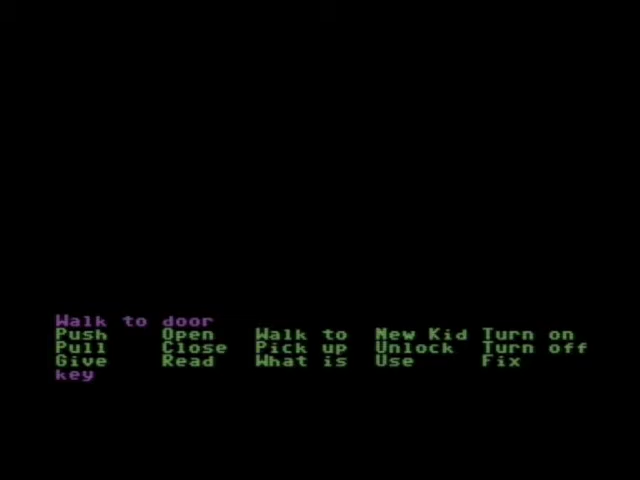 Walk to door
Push Open Walk to New Kid Turn on
Pull Close Pick up Unlock Turn off
Give Read What is Use Fix
key